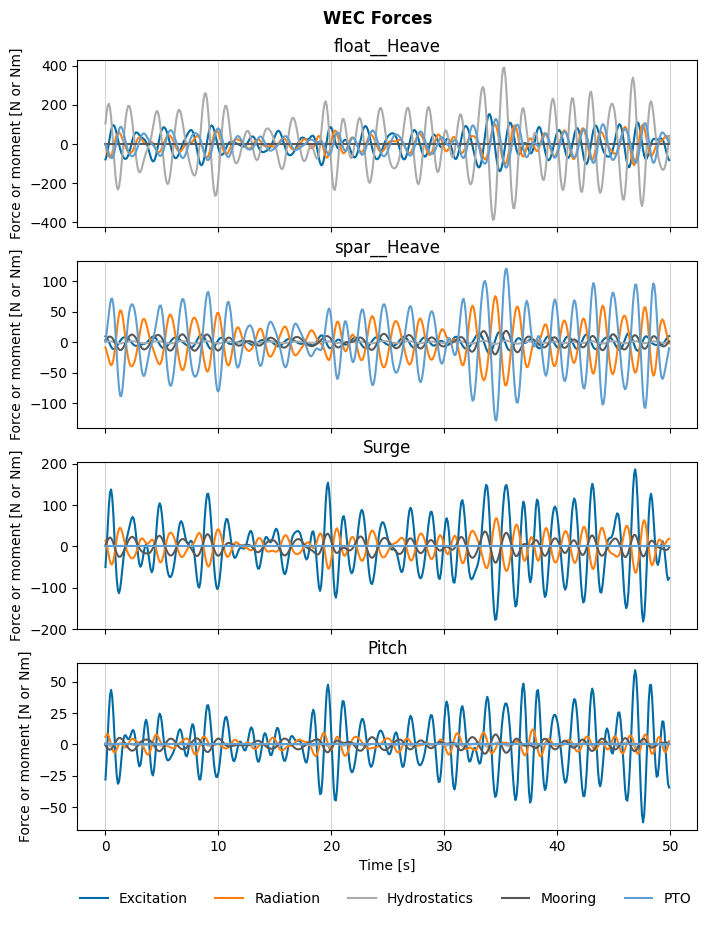 WEC Forces
float__Heave
Force or moment [N or Nm]
400
200
0
−200
−400
spar__Heave
Force or moment [N or Nm]
100
50
0
−50
−100
Surge
Force or moment [N or Nm]
200
100
0
−100
−200
Pitch
Force or moment [N or Nm]
50
25
0
−25
−50
0 10 20 30 40 50
Time [s]
Excitation Radiation Hydrostatics Mooring PTO